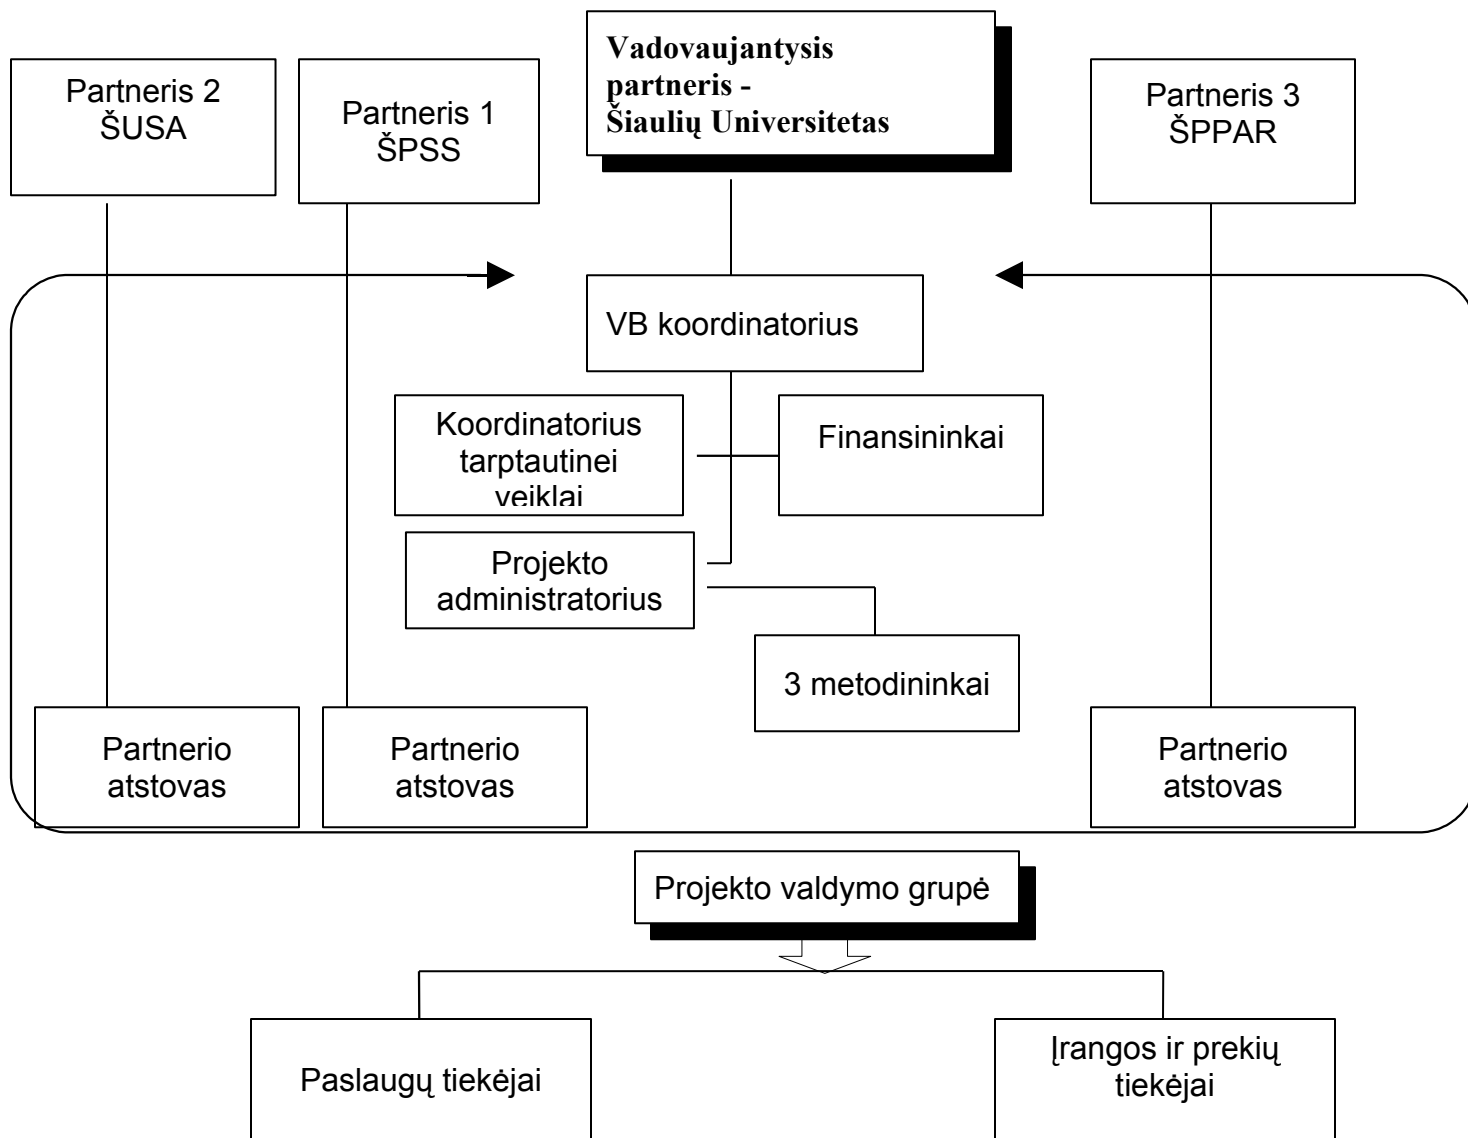 Vadovaujantysis
partneris -
Šiaulių Universitetas
Partneris 2
ŠUSA
Partneris 1
ŠPSS
Partneris 3
ŠPPAR
VB koordinatorius
Koordinatorius
tarptautinei
veiklai
Finansininkai
Projekto
administratorius
3 metodininkai
Partnerio
atstovas
Partnerio
atstovas
Partnerio
atstovas
Projekto valdymo grupė
Paslaugų tiekėjai
Įrangos ir prekių
tiekėjai